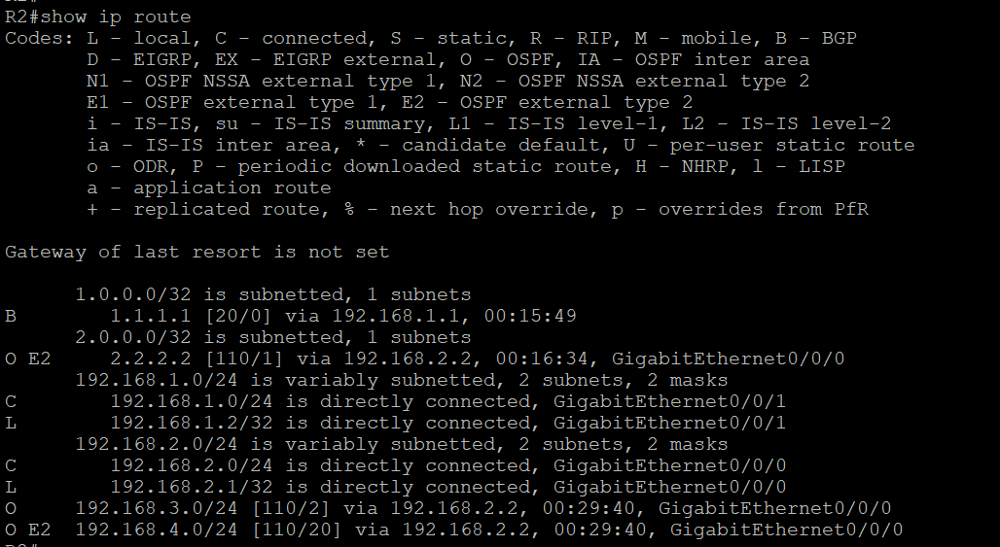 R2#show ip route
Codes: L - local, C - connected, S - static, R - RIP, M - mobile, B - BGP
       D - EIGRP, EX - EIGRP external, O - OSPF, IA - OSPF inter area
       N1 - OSPF NSSA external type 1, N2 - OSPF NSSA external type 2
       E1 - OSPF external type 1, E2 - OSPF external type 2
       i - IS-IS, su - IS-IS summary, L1 - IS-IS level-1, L2 - IS-IS level-2
       ia - IS-IS inter area, * - candidate default, U - per-user static route
       o - ODR, P - periodic downloaded static route, H - NHRP, l - LISP
       a - application route
       + - replicated route, % - next hop override, p - overrides from PfR
Gateway of last resort is not set
      1.0.0.0/32 is subnetted, 1 subnets
B        1.1.1.1 [20/0] via 192.168.1.1, 00:15:49
      2.0.0.0/32 is subnetted, 1 subnets
O E2     2.2.2.2 [110/1] via 192.168.2.2, 00:16:34, GigabitEthernet0/0/0
      192.168.1.0/24 is variably subnetted, 2 subnets, 2 masks
C        192.168.1.0/24 is directly connected, GigabitEthernet0/0/1
L        192.168.1.2/32 is directly connected, GigabitEthernet0/0/1
      192.168.2.0/24 is variably subnetted, 2 subnets, 2 masks
C        192.168.2.0/24 is directly connected, GigabitEthernet0/0/0
L        192.168.2.1/32 is directly connected, GigabitEthernet0/0/0
O     192.168.3.0/24 [110/2] via 192.168.2.2, 00:29:40, GigabitEthernet0/0/0
O E2  192.168.4.0/24 [110/20] via 192.168.2.2, 00:29:40, GigabitEthernet0/0/0